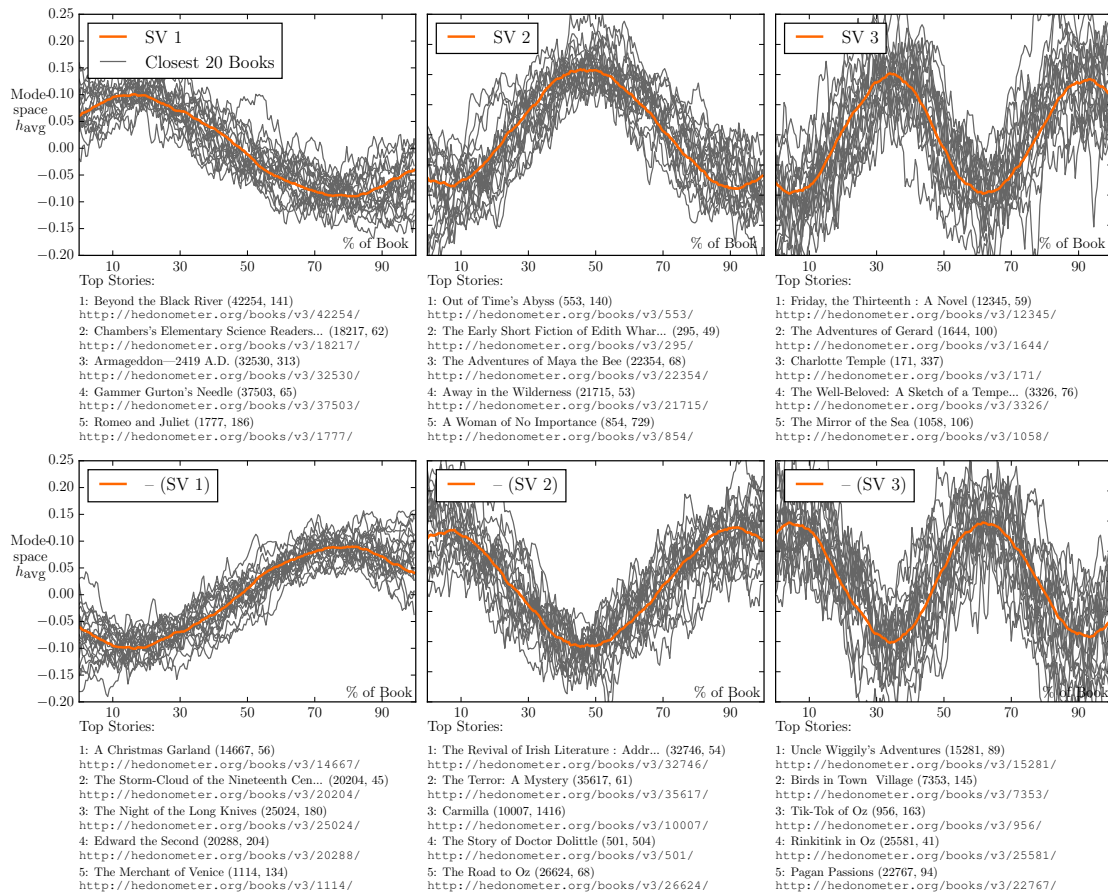 SV 1
Closest 20 Books
SV 2
SV 3
0.25
0.20
0.15
0.10
0.05
0.00
−0.05
−0.10
−0.15
−0.20
Mode
space
havg
% of Book
% of Book
% of Book
10 30 50 70 90
10 30 50 70 90
10 30 50 70 90
Top Stories:
1: Beyond the Black River (42254, 141)
http://hedonometer.org/books/v3/42254/
2: Chambers's Elementary Science Readers... (18217, 62)
http://hedonometer.org/books/v3/18217/
3: Armageddon—2419 A.D. (32530, 313)
http://hedonometer.org/books/v3/32530/
4: Gammer Gurton's Needle (37503, 65)
http://hedonometer.org/books/v3/37503/
5: Romeo and Juliet (1777, 186)
http://hedonometer.org/books/v3/1777/
Top Stories:
1: Out of Time's Abyss (553, 140)
http://hedonometer.org/books/v3/553/
2: The Early Short Fiction of Edith Whar... (295, 49)
http://hedonometer.org/books/v3/295/
3: The Adventures of Maya the Bee (22354, 68)
http://hedonometer.org/books/v3/22354/
4: Away in the Wilderness (21715, 53)
http://hedonometer.org/books/v3/21715/
5: A Woman of No Importance (854, 729)
http://hedonometer.org/books/v3/854/
Top Stories:
1: Friday, the Thirteenth : A Novel (12345, 59)
http://hedonometer.org/books/v3/12345/
2: The Adventures of Gerard (1644, 100)
http://hedonometer.org/books/v3/1644/
3: Charlotte Temple (171, 337)
http://hedonometer.org/books/v3/171/
4: The Well-Beloved: A Sketch of a Tempe... (3326, 76)
http://hedonometer.org/books/v3/3326/
5: The Mirror of the Sea (1058, 106)
http://hedonometer.org/books/v3/1058/
– (SV 1)
– (SV 2)
– (SV 3)
0.25
0.20
0.15
0.10
0.05
0.00
−0.05
−0.10
−0.15
−0.20
Mode
space
havg
% of Book
% of Book
% of Book
10 30 50 70 90
10 30 50 70 90
10 30 50 70 90
Top Stories:
1: A Christmas Garland (14667, 56)
http://hedonometer.org/books/v3/14667/
2: The Storm-Cloud of the Nineteenth Cen... (20204, 45)
http://hedonometer.org/books/v3/20204/
3: The Night of the Long Knives (25024, 180)
http://hedonometer.org/books/v3/25024/
4: Edward the Second (20288, 204)
http://hedonometer.org/books/v3/20288/
5: The Merchant of Venice (1114, 134)
http://hedonometer.org/books/v3/1114/
Top Stories:
1: The Revival of Irish Literature : Addr... (32746, 54)
http://hedonometer.org/books/v3/32746/
2: The Terror: A Mystery (35617, 61)
http://hedonometer.org/books/v3/35617/
3: Carmilla (10007, 1416)
http://hedonometer.org/books/v3/10007/
4: The Story of Doctor Dolittle (501, 504)
http://hedonometer.org/books/v3/501/
5: The Road to Oz (26624, 68)
http://hedonometer.org/books/v3/26624/
Top Stories:
1: Uncle Wiggily's Adventures (15281, 89)
http://hedonometer.org/books/v3/15281/
2: Birds in Town Village (7353, 145)
http://hedonometer.org/books/v3/7353/
3: Tik-Tok of Oz (956, 163)
http://hedonometer.org/books/v3/956/
4: Rinkitink in Oz (25581, 41)
http://hedonometer.org/books/v3/25581/
5: Pagan Passions (22767, 94)
http://hedonometer.org/books/v3/22767/